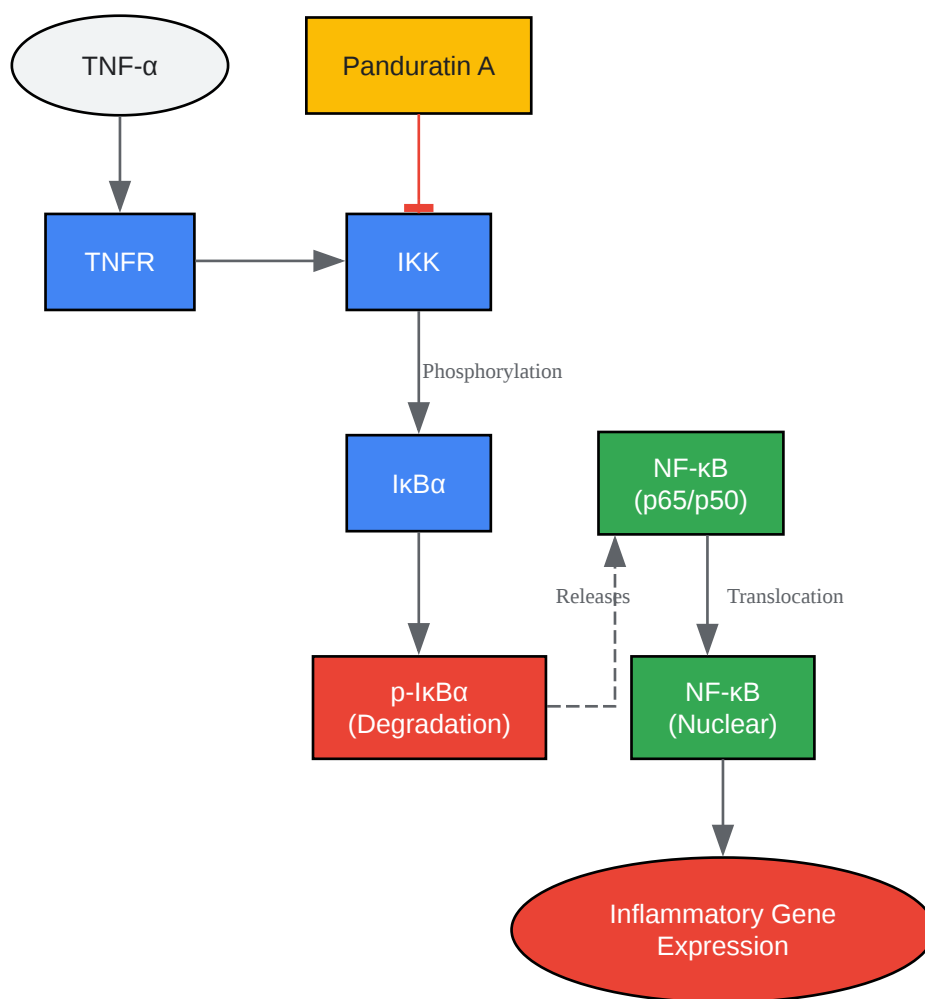 TNF-α
Panduratin A
TNFR
IKK
Phosphorylation
IκBα
NF-κB
(p65/p50)
Releases
Translocation
p-IκBα
(Degradation)
NF-κB
(Nuclear)
Inflammatory Gene
Expression